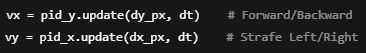 vx = pid_y.update(dy_px, dt)    # Forward/Backward
vy = pid_x.update(dx_px, dt)    # Strafe Left/Right